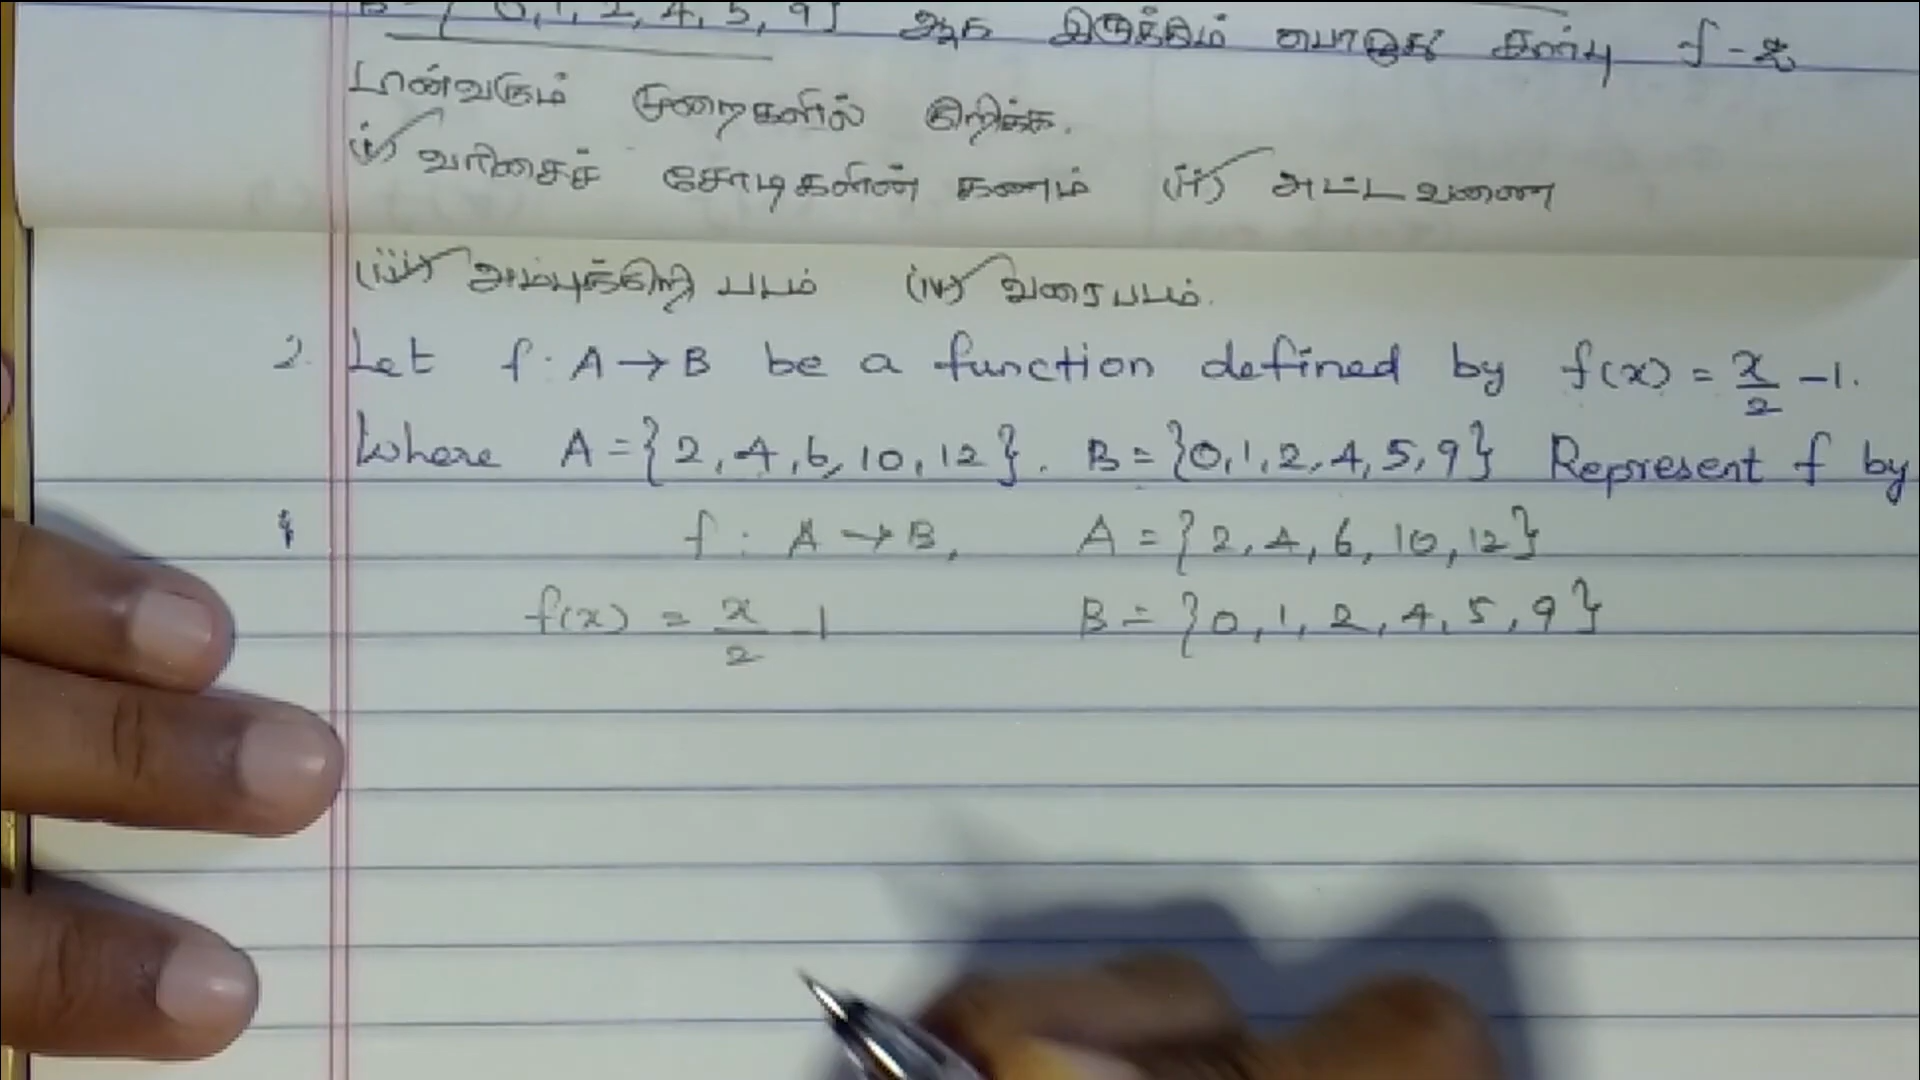 B = { 0, 1, 2, 4, 5, 9} ஆக இருக்கும் பொழுது சார்பு f - ஐ
பின்வரும் முறைகளில் குறிக்க.
(i) வரிசைச் சோடிகளின் கணம் (ii) அட்டவணை
(iii) அம்புக்குறி படம் (iv) வரைபடம்.
2. Let f : A → B be a function defined by f(x) = x/2 - 1.
Where A = {2, 4, 6, 10, 12}. B = {0, 1, 2, 4, 5, 9} Represent f by
f : A → B, A = {2, 4, 6, 10, 12}
f(x) = x/2 - 1 B = {0, 1, 2, 4, 5, 9}